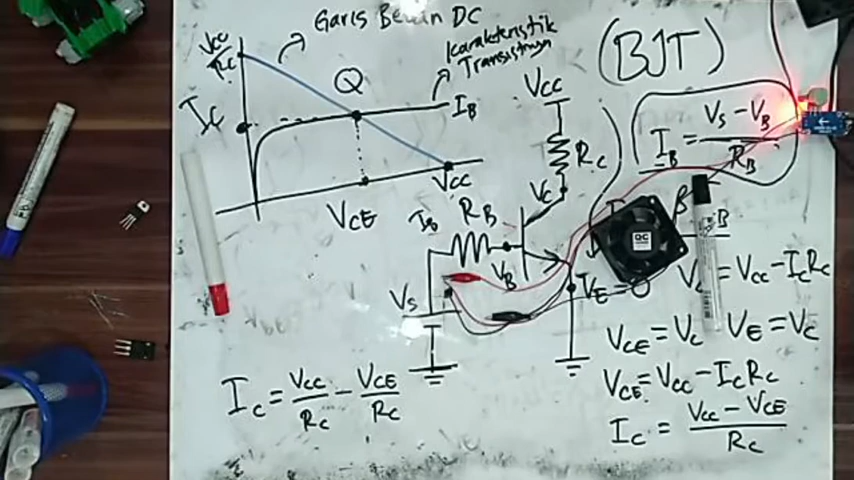 Garis Beban DC
Karakteristik
Transistornya
(BJT)
Vcc
Rc
Ic
Q
IB
VCE
Vcc
Vcc
Rc
Vc
IB RB
VB
Vs
VE = 0
IB = Vs - VB
RB
β
B
QC
= Vcc - IcRc
VCE = Vc VE = Vc
VCE = Vcc - IcRc
Ic = Vcc - VCE
Rc
Ic = Vcc - VCE
Rc Rc